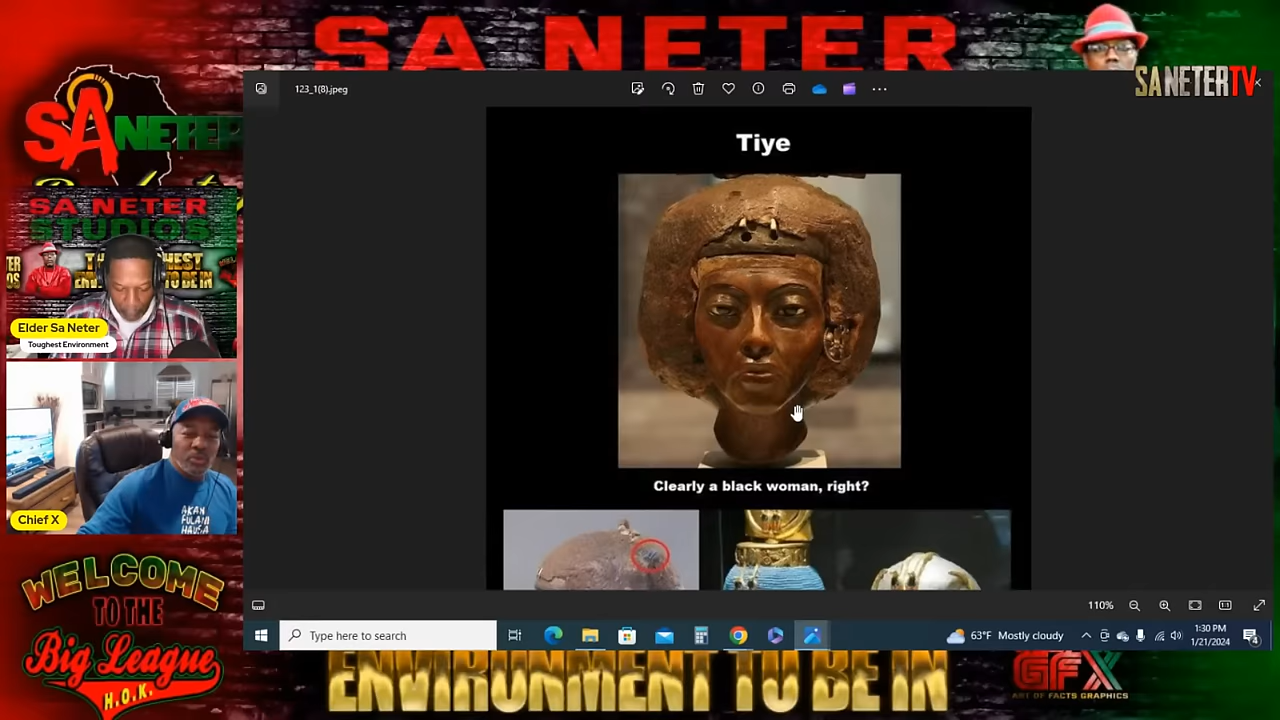 SA NETER
SANETERTV
SANETER
123_1(8).jpeg
Tiye
SA NETER
STUDIOS
Elder Sa Neter
Toughest Environment
Chief X
AKAN
FULANI
HAUSA
Clearly a black woman, right?
110%
Type here to search
63°F Mostly cloudy
1:30 PM
1/21/2024
4
WELCOME
TO THE
Big League
H.O.K.
ENVIRONMENT TO BE IN
GFX
ART OF FACTS GRAPHICS